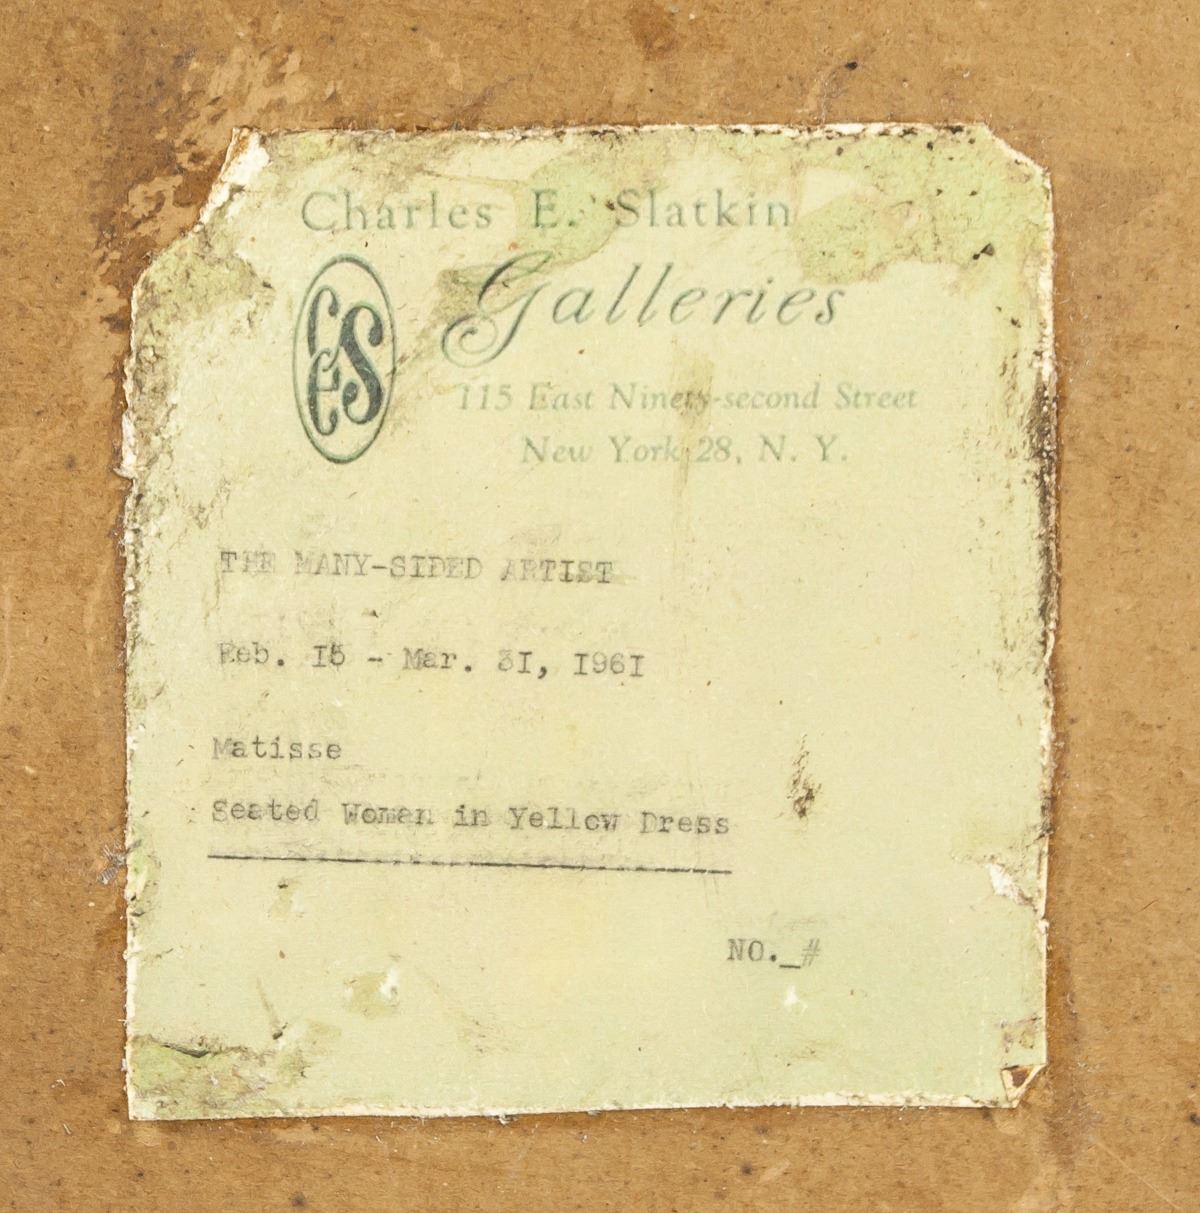 Charles E. Slatkin
CES
Galleries
115 East Ninety-second Street
New York 28, N. Y.
THE MANY-SIDED ARTIST
Feb. 15 - Mar. 31, 1961
Matisse
Seated Woman in Yellow Dress
NO._#